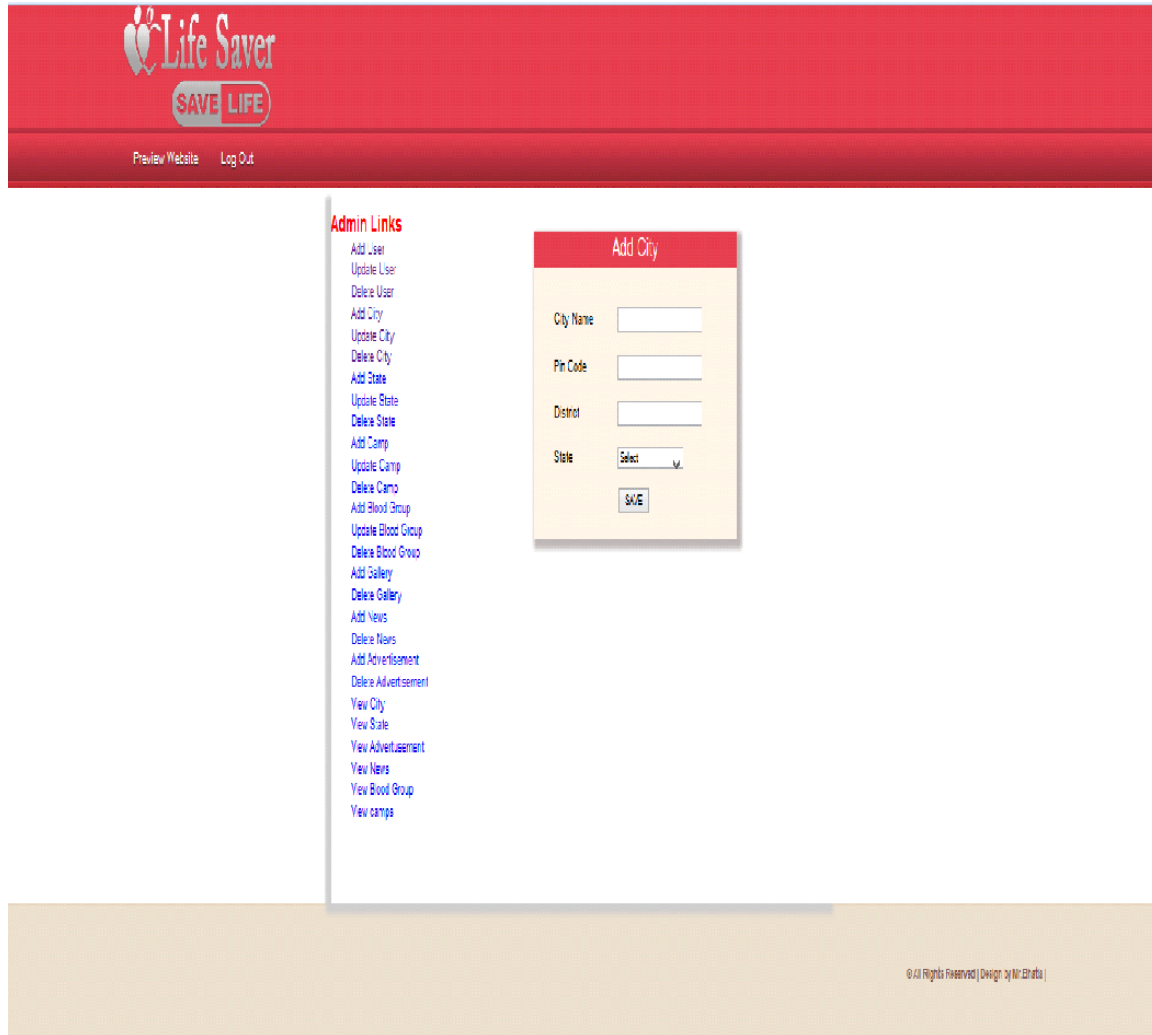 Life Saver
SAVE LIFE
Preview Website Log Out
Admin Links
Add User
Update User
Delete User
Add City
Update City
Delete City
Add State
Update State
Delete State
Add Camp
Update Camp
Delete Camp
Add Blood Group
Update Blood Group
Delete Blood Group
Add Gallery
Delete Gallery
Add News
Delete News
Add Advertisement
Delete Advertisement
View City
View State
View Advertusement
View News
View Blood Group
View camps
Add City
City Name
Pin Code
District
State Select
SAVE
© All Rights Reserved | Design by Mr.Bhatia |